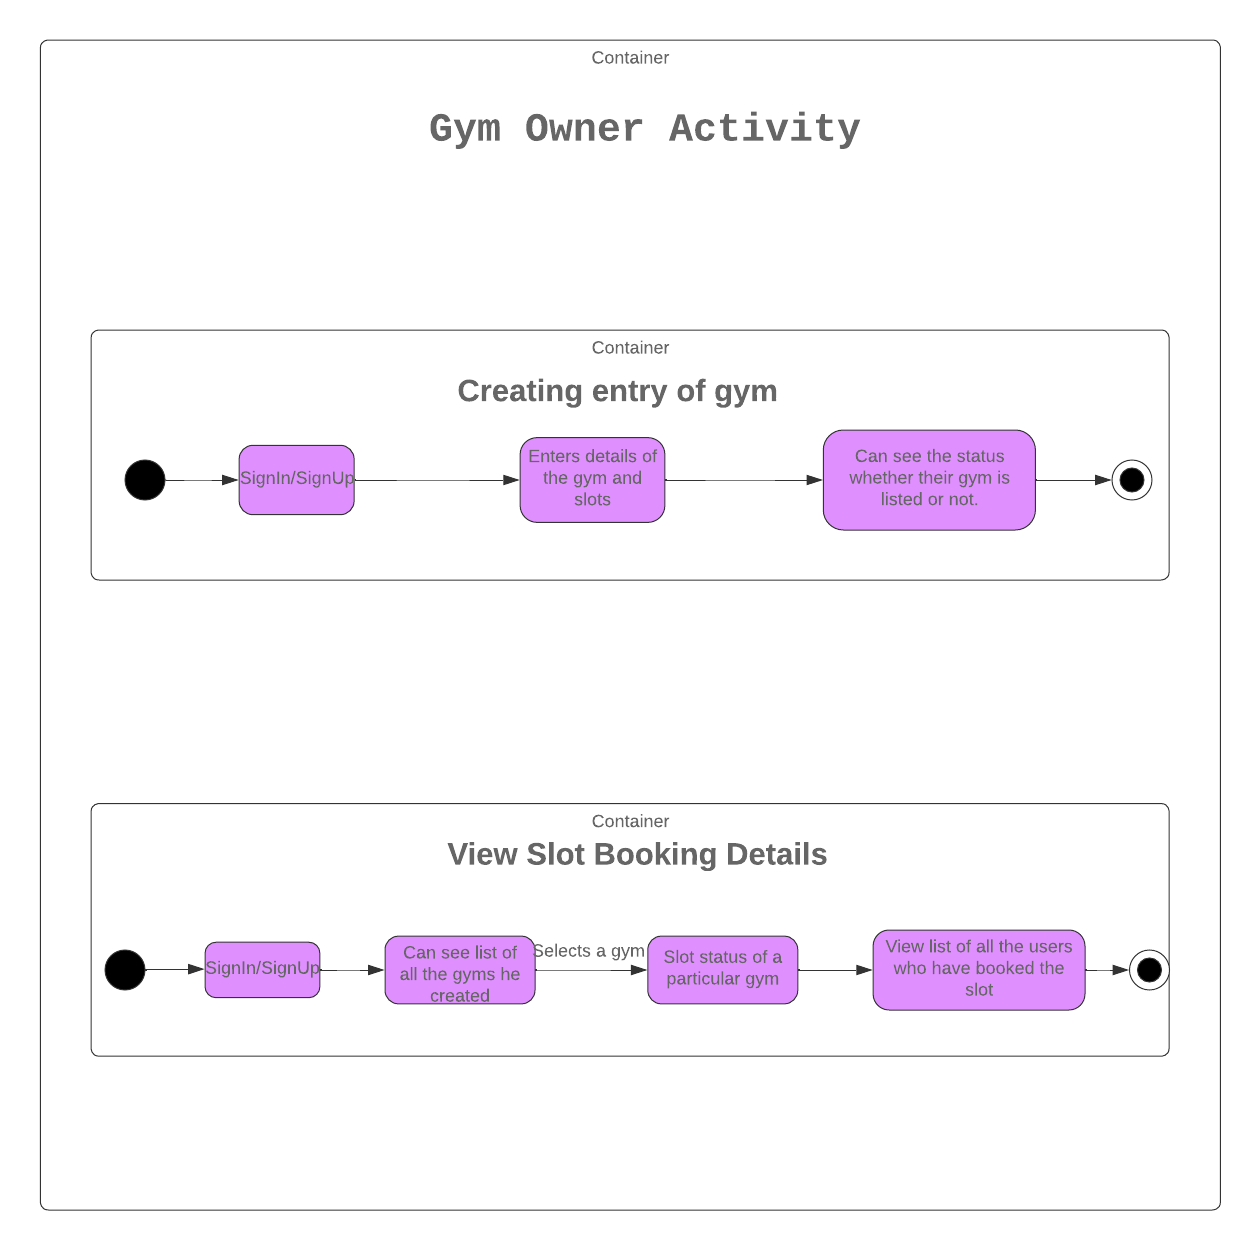 Container
Gym Owner Activity
Container
Creating entry of gym
SignIn/SignUp
Enters details of
the gym and
slots
Can see the status
whether their gym is
listed or not.
Container
View Slot Booking Details
SignIn/SignUp
Can see list of
all the gyms he
created
Selects a gym
Slot status of a
particular gym
View list of all the users
who have booked the
slot